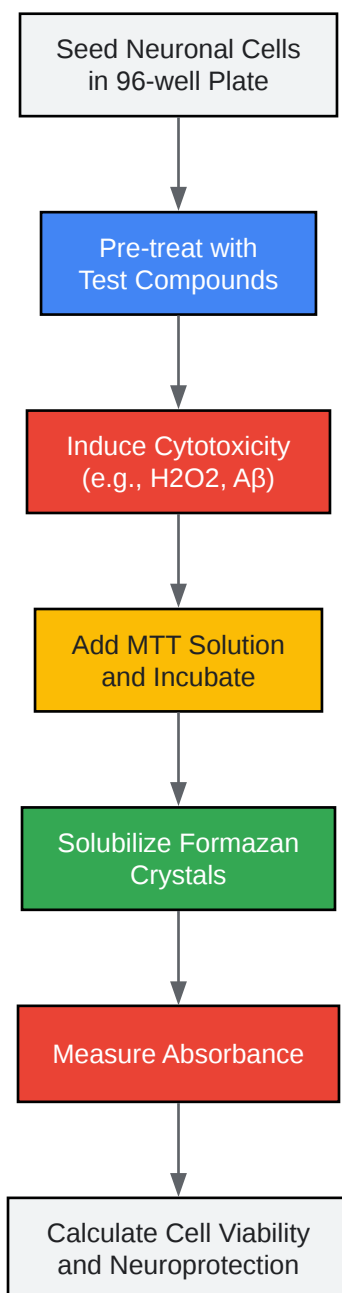 Seed Neuronal Cells
in 96-well Plate
Pre-treat with
Test Compounds
Induce Cytotoxicity
(e.g., H2O2, Aβ)
Add MTT Solution
and Incubate
Solubilize Formazan
Crystals
Measure Absorbance
Calculate Cell Viability
and Neuroprotection